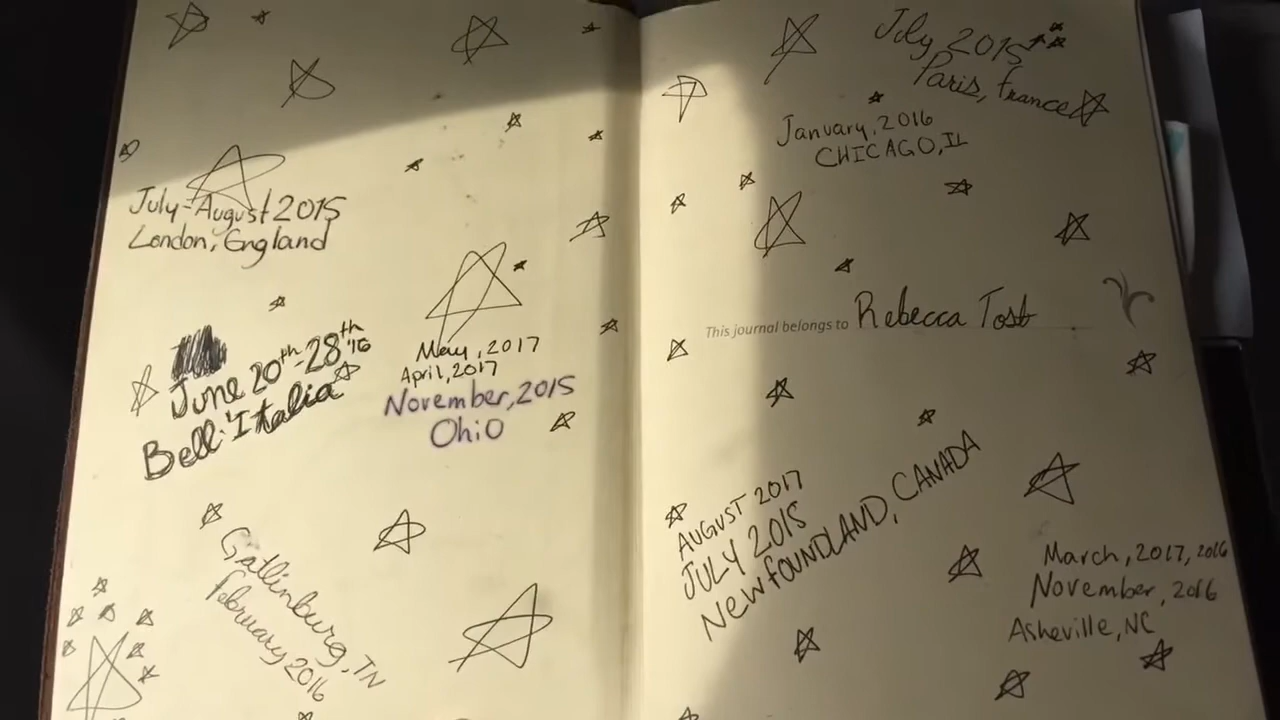 July-August 2015
London, England
June 20th-28th '16
Bell'Italia
May, 2017
April, 2017
November, 2015
Ohio
Gatlinburg, TN
February 2016
July 2015
Paris, France
January, 2016
CHICAGO, IL
This journal belongs to Rebecca Tost
AUGUST 2017
JULY 2015
NewfoUNDLAND, CANADA
March, 2017, 2016
November, 2016
Asheville, NC